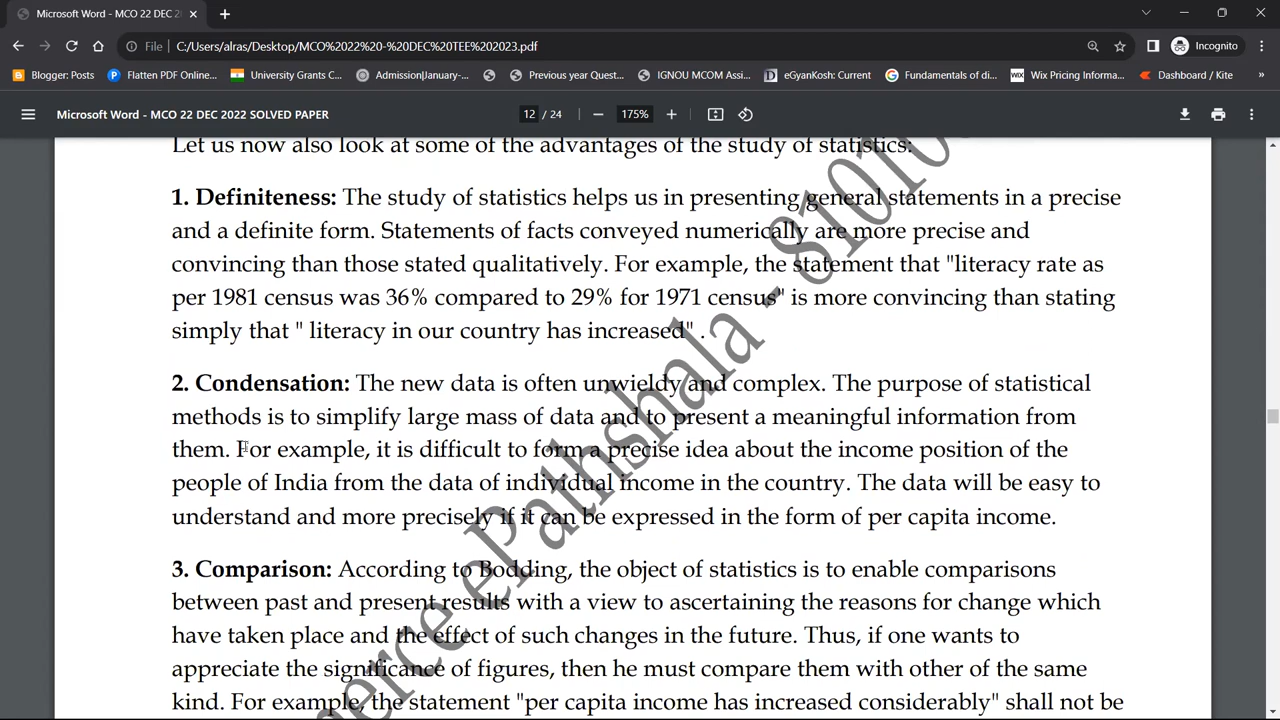 Microsoft Word - MCO 22 DEC 2
File
C:/Users/alras/Desktop/MCO%2022%20-%20DEC%20TEE%202023.pdf
Incognito
Blogger: Posts
Flatten PDF Online...
University Grants C...
Admission|January-...
Previous year Quest...
IGNOU MCOM Assi...
eGyanKosh: Current
Fundamentals of di...
Wix Pricing Informa...
Dashboard / Kite
»
Microsoft Word - MCO 22 DEC 2022 SOLVED PAPER
12 / 24
175%
Let us now also look at some of the advantages of the study of statistics:
1. Definiteness: The study of statistics helps us in presenting general statements in a precise
and a definite form. Statements of facts conveyed numerically are more precise and
convincing than those stated qualitatively. For example, the statement that "literacy rate as
per 1981 census was 36% compared to 29% for 1971 census" is more convincing than stating
simply that " literacy in our country has increased" .
2. Condensation: The new data is often unwieldy and complex. The purpose of statistical
methods is to simplify large mass of data and to present a meaningful information from
them. For example, it is difficult to form a precise idea about the income position of the
people of India from the data of individual income in the country. The data will be easy to
understand and more precisely if it can be expressed in the form of per capita income.
3. Comparison: According to Bodding, the object of statistics is to enable comparisons
between past and present results with a view to ascertaining the reasons for change which
have taken place and the effect of such changes in the future. Thus, if one wants to
appreciate the significance of figures, then he must compare them with other of the same
kind. For example, the statement "per capita income has increased considerably" shall not be
ePathshala - 8101